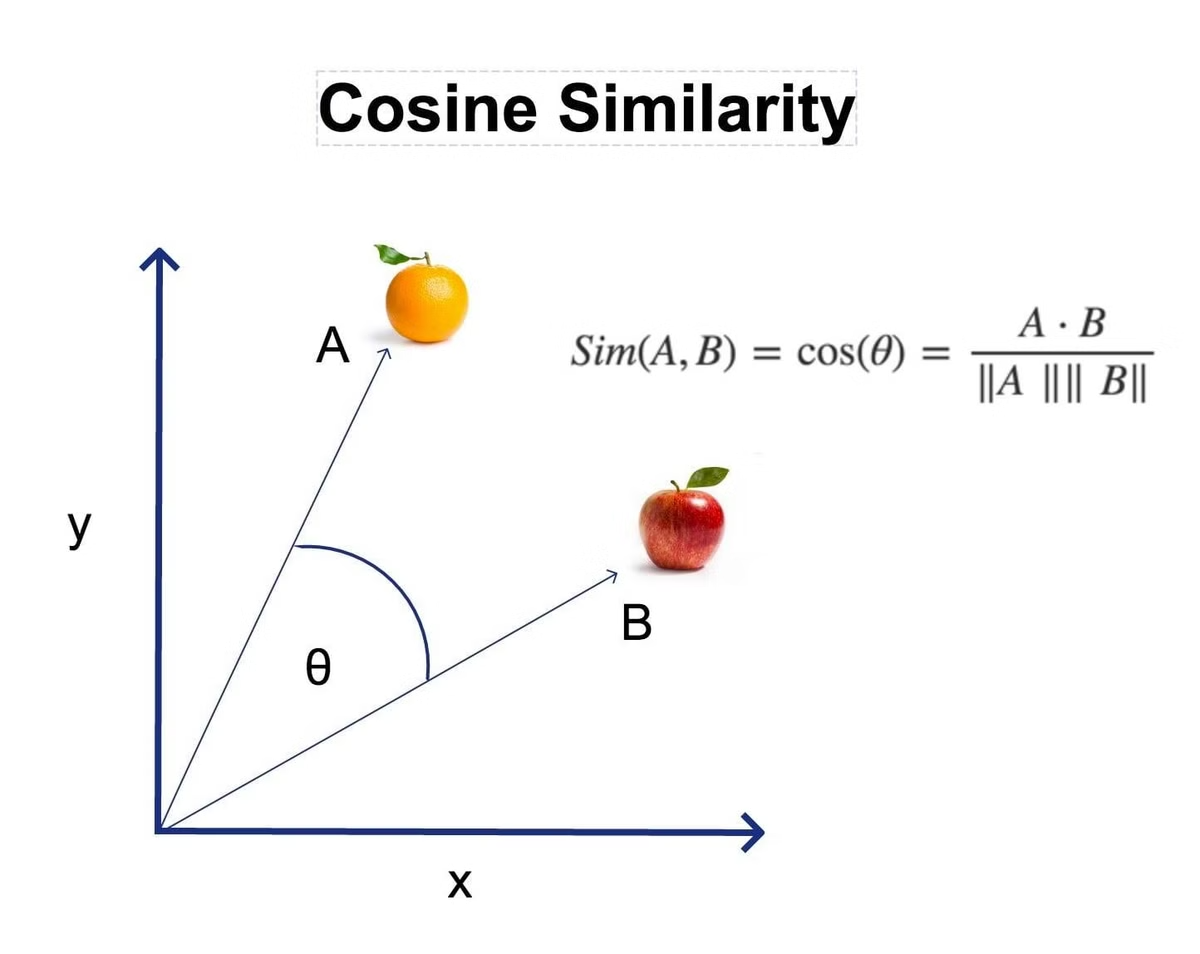 Cosine Similarity
A
Sim(A, B) = cos(θ) = A · B
‖A ‖‖ B‖
y
B
θ
x